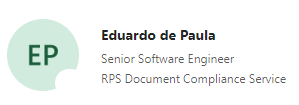 EP
Eduardo de Paula
Senior Software Engineer
RPS Document Compliance Service